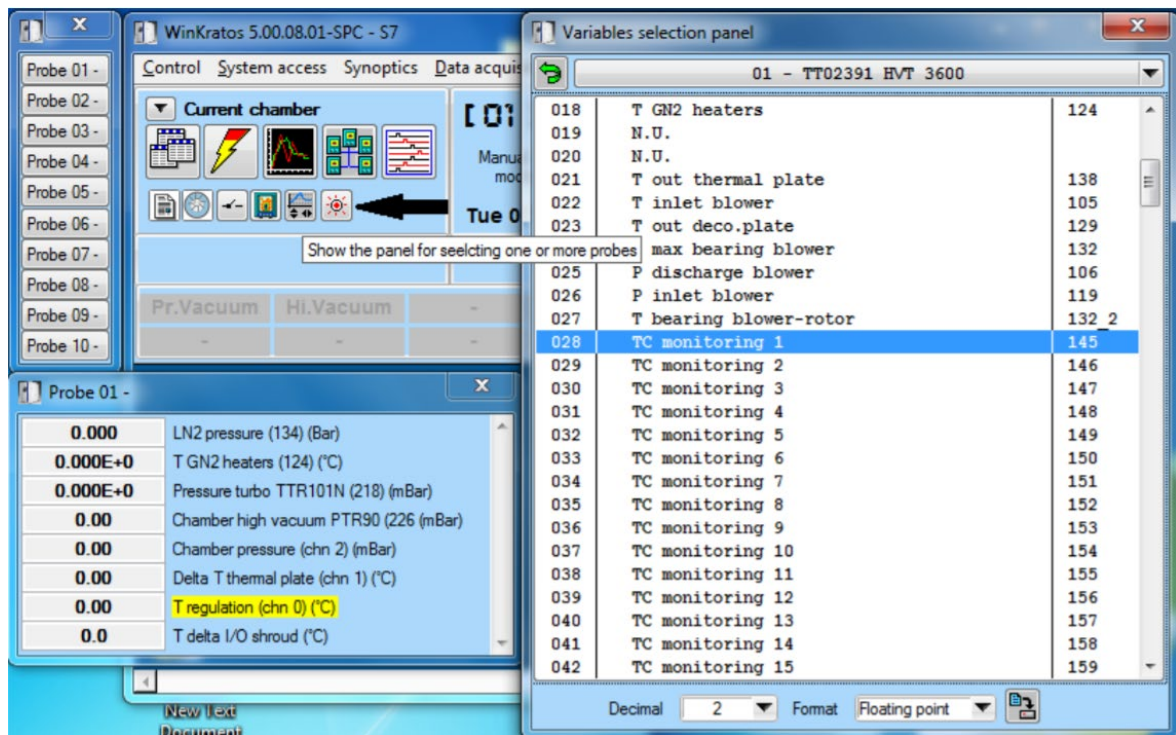 Probe 01 -
Probe 02 -
Probe 03 -
Probe 04 -
Probe 05 -
Probe 06 -
Probe 07 -
Probe 08 -
Probe 09 -
Probe 10 -
WinKratos 5.00.08.01-SPC - S7
Control System access Synoptics Data acquis
Current chamber
[01
Manua
mod
Tue 0
Show the panel for seelcting one or more probes
Pr.Vacuum Hi.Vacuum -
- - -
Probe 01 -
0.000 LN2 pressure (134) (Bar)
0.000E+0 T GN2 heaters (124) (°C)
0.000E+0 Pressure turbo TTR101N (218) (mBar)
0.00 Chamber high vacuum PTR90 (226 (mBar)
0.00 Chamber pressure (chn 2) (mBar)
0.00 Delta T thermal plate (chn 1) (°C)
0.00 T regulation (chn 0) (°C)
0.0 T delta I/O shroud (°C)
New Text
Document
Variables selection panel
01 - TT02391 HVT 3600
018 T GN2 heaters 124
019 N.U.
020 N.U.
021 T out thermal plate 138
022 T inlet blower 105
023 T out deco.plate 129
max bearing blower 132
025 P discharge blower 106
026 P inlet blower 119
027 T bearing blower-rotor 132_2
028 TC monitoring 1 145
029 TC monitoring 2 146
030 TC monitoring 3 147
031 TC monitoring 4 148
032 TC monitoring 5 149
033 TC monitoring 6 150
034 TC monitoring 7 151
035 TC monitoring 8 152
036 TC monitoring 9 153
037 TC monitoring 10 154
038 TC monitoring 11 155
039 TC monitoring 12 156
040 TC monitoring 13 157
041 TC monitoring 14 158
042 TC monitoring 15 159
Decimal 2 Format Floating point